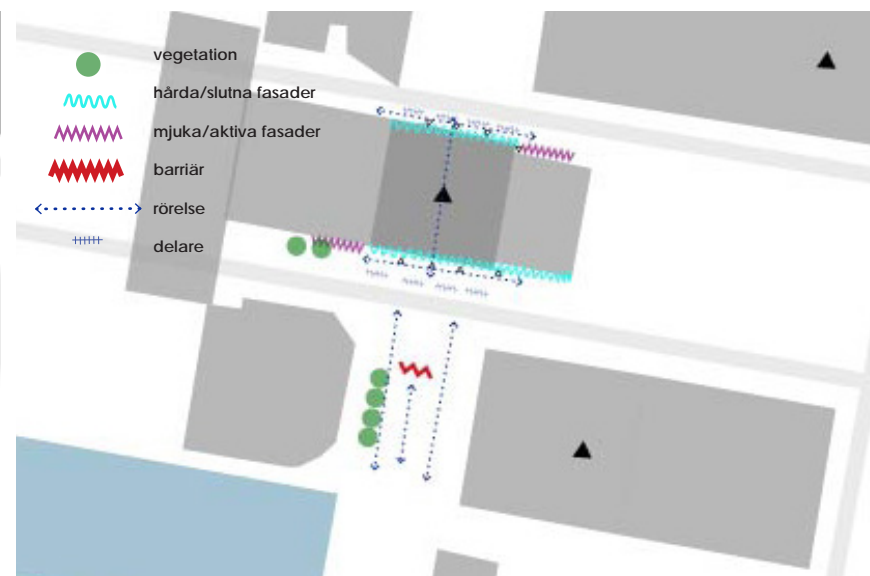 vegetation
hårda/slutna fasader
mjuka/aktiva fasader
barriär
rörelse
delare